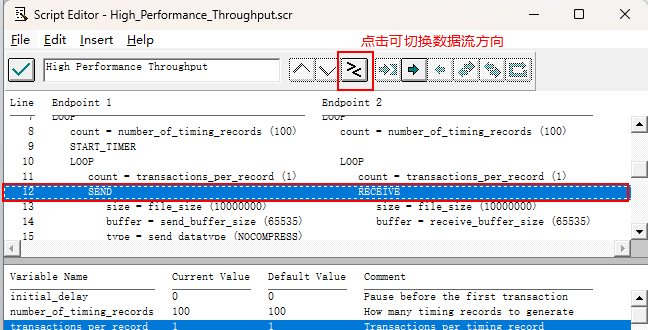 Script Editor - High_Performance_Throughput.scr
File Edit Insert Help
点击可切换数据流方向
High Performance Throughput
Line Endpoint 1 Endpoint 2
7 LOOP LOOP
8 count = number_of_timing_records (100) count = number_of_timing_records (100)
9 START_TIMER
10 LOOP LOOP
11 count = transactions_per_record (1) count = transactions_per_record (1)
12 SEND RECEIVE
13 size = file_size (10000000) size = file_size (10000000)
14 buffer = send_buffer_size (65535) buffer = receive_buffer_size (65535)
15 type = send_datatype (NOCOMPRESS)
Variable Name Current Value Default Value Comment
initial_delay 0 0 Pause before the first transaction
number_of_timing_records 100 100 How many timing records to generate
transactions_per_record 1 1 Transactions per timing record